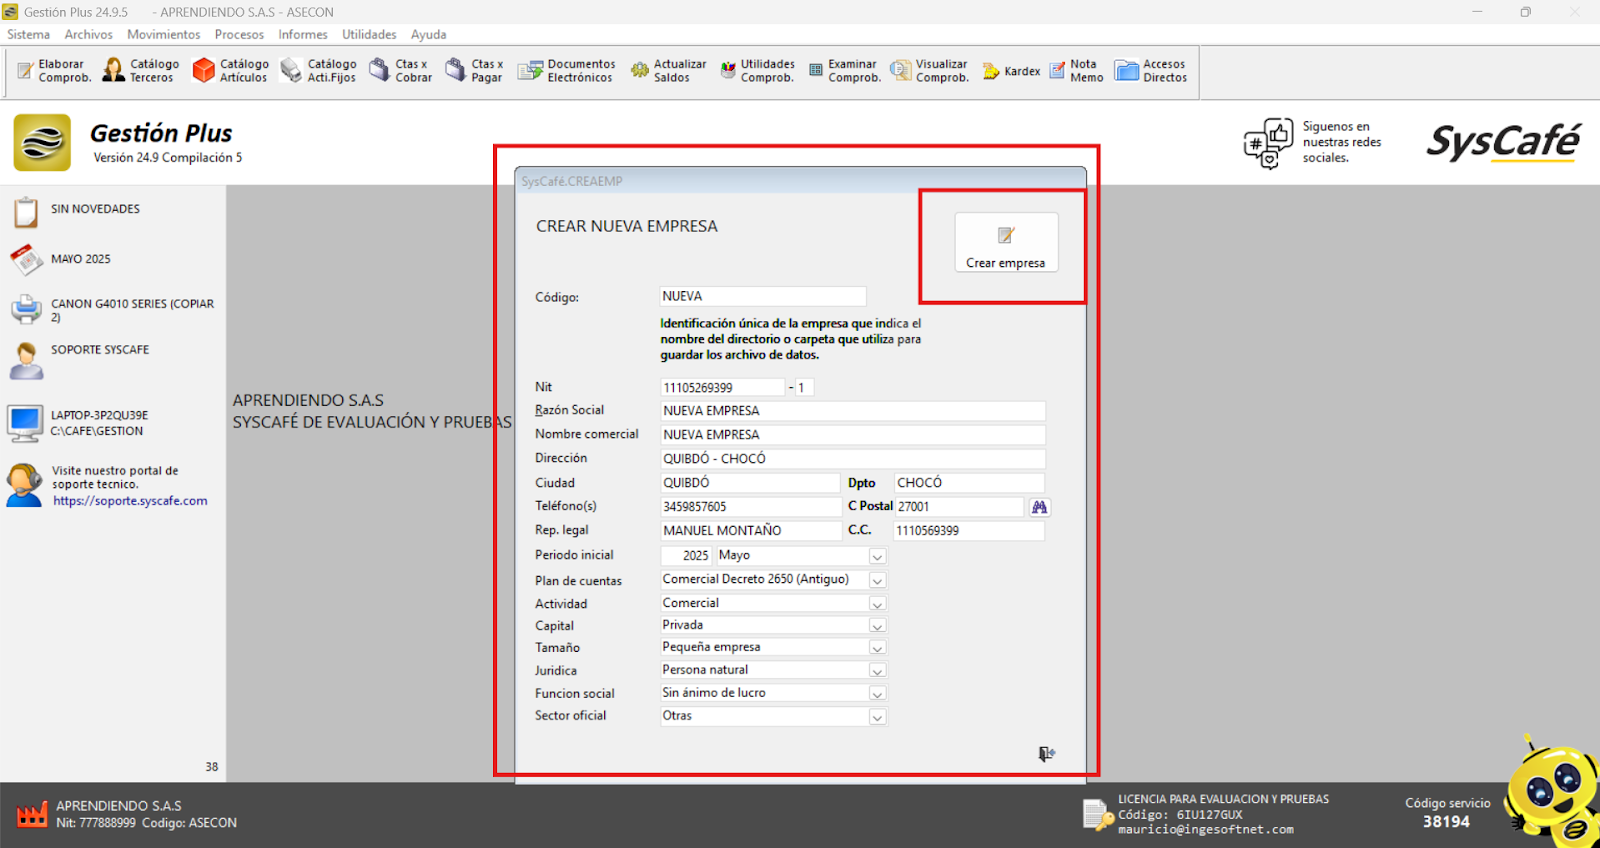 Gestión Plus 24.9.5 - APRENDIENDO S.A.S - ASECON
Sistema Archivos Movimientos Procesos Informes Utilidades Ayuda
Elaborar Comprob.
Catálogo Terceros
Catálogo Artículos
Catálogo Acti.Fijos
Ctas x Cobrar
Ctas x Pagar
Documentos Electrónicos
Actualizar Saldos
Utilidades Comprob.
Examinar Comprob.
Visualizar Comprob.
Kardex
Nota Memo
Accesos Directos
Gestión Plus
Versión 24.9 Compilación 5
#
Siguenos en
nuestras redes
sociales.
SysCafé
SIN NOVEDADES
MAYO 2025
CANON G4010 SERIES (COPIAR
2)
SOPORTE SYSCAFE
LAPTOP-3P2QU39E
C:\CAFE\GESTION
Visite nuestro portal de
soporte tecnico.
https://soporte.syscafe.com
38
APRENDIENDO S.A.S
SYSCAFÉ DE EVALUACIÓN Y PRUEBAS
SysCafé.CREAEMP
CREAR NUEVA EMPRESA
Crear empresa
Código: NUEVA
Identificación única de la empresa que indica el
nombre del directorio o carpeta que utiliza para
guardar los archivo de datos.
Nit 11105269399 - 1
Razón Social NUEVA EMPRESA
Nombre comercial NUEVA EMPRESA
Dirección QUIBDÓ - CHOCÓ
Ciudad QUIBDÓ Dpto CHOCÓ
Teléfono(s) 3459857605 C Postal 27001
Rep. legal MANUEL MONTAÑO C.C. 1110569399
Periodo inicial 2025 Mayo
Plan de cuentas Comercial Decreto 2650 (Antiguo)
Actividad Comercial
Capital Privada
Tamaño Pequeña empresa
Juridica Persona natural
Funcion social Sin ánimo de lucro
Sector oficial Otras
APRENDIENDO S.A.S
Nit: 777888999 Codigo: ASECON
LICENCIA PARA EVALUACION Y PRUEBAS
Código: 6IU127GUX
mauricio@ingesoftnet.com
Código servicio
38194